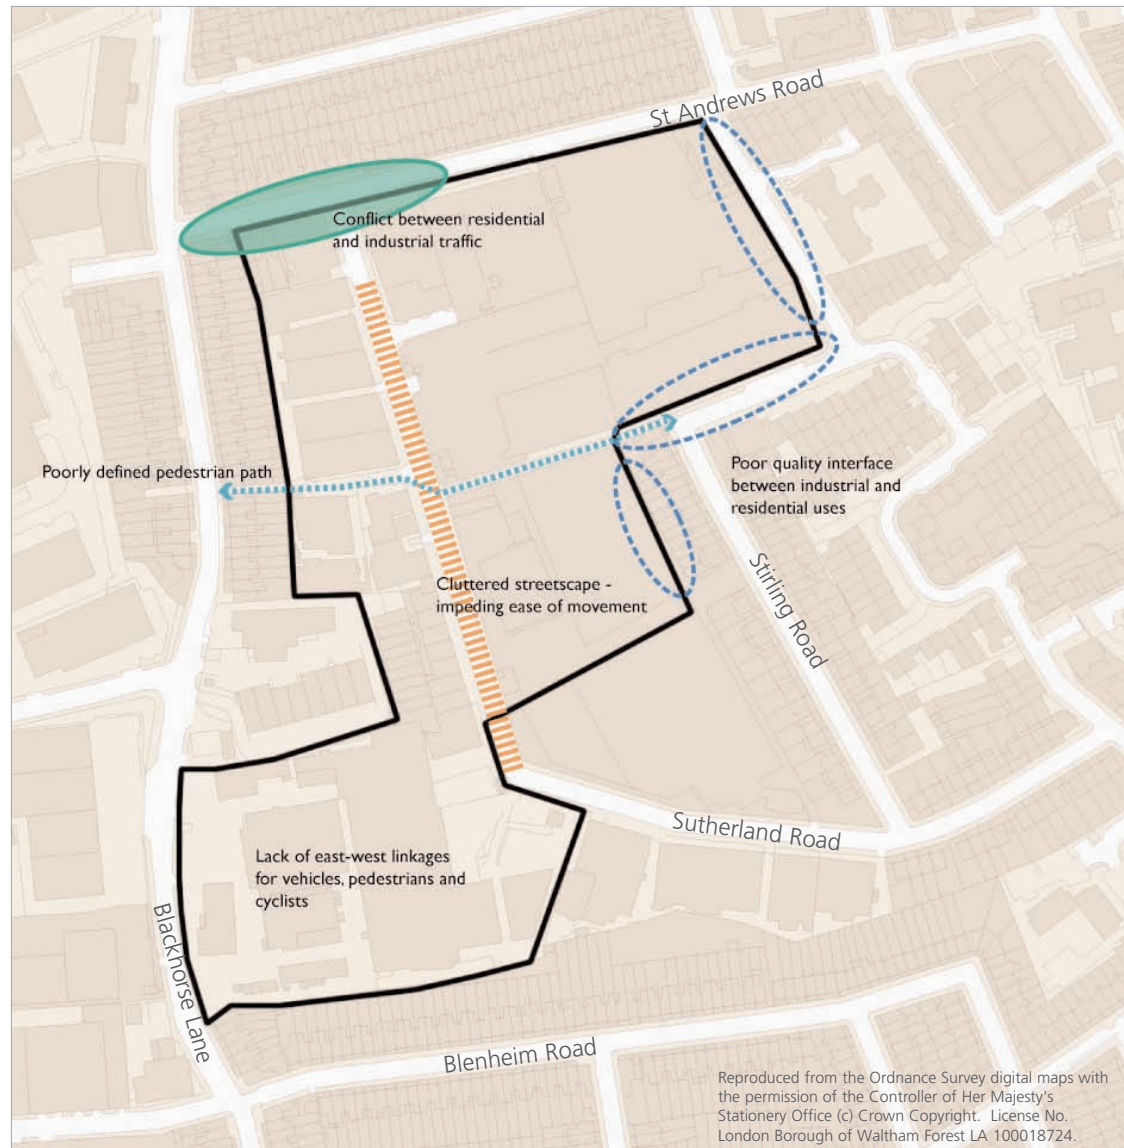 St Andrews Road
Conflict between residential
and industrial traffic
Poorly defined pedestrian path
Poor quality interface
between industrial and
residential uses
Cluttered streetscape -
impeding ease of movement
Stirling Road
Sutherland Road
Lack of east-west linkages
for vehicles, pedestrians and
cyclists
Blackhorse Lane
Blenheim Road
Reproduced from the Ordnance Survey digital maps with
the permission of the Controller of Her Majesty's
Stationery Office (c) Crown Copyright. License No.
London Borough of Waltham Forest LA 100018724.